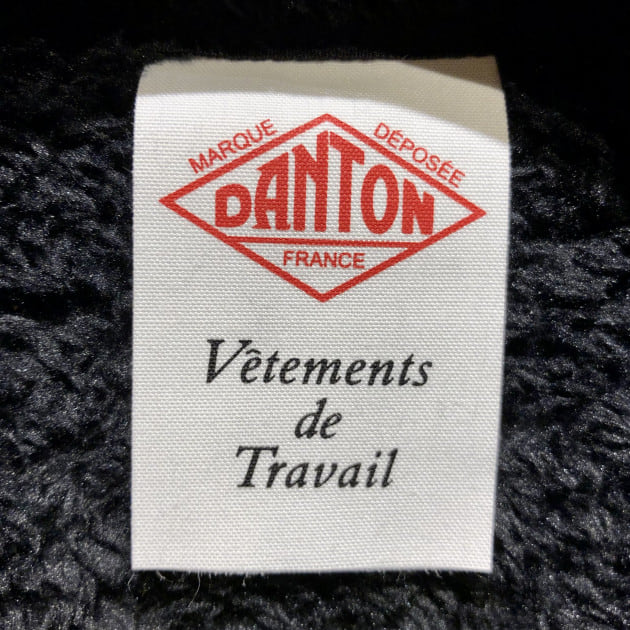 MARQUE DÉPOSÉE
DANTON
FRANCE
Vêtements
de
Travail